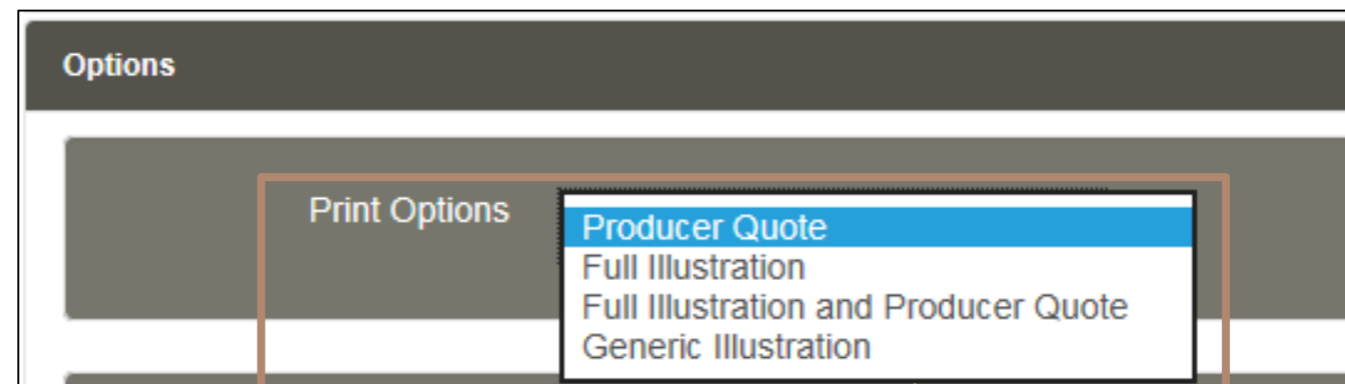 Options
Print Options
Producer Quote
Full Illustration
Full Illustration and Producer Quote
Generic Illustration